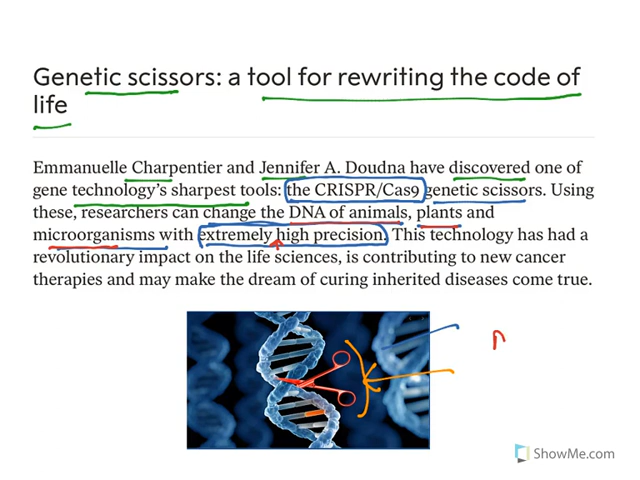 Genetic scissors: a tool for rewriting the code of
life
Emmanuelle Charpentier and Jennifer A. Doudna have discovered one of
gene technology's sharpest tools: the CRISPR/Cas9 genetic scissors. Using
these, researchers can change the DNA of animals, plants and
microorganisms with extremely high precision. This technology has had a
revolutionary impact on the life sciences, is contributing to new cancer
therapies and may make the dream of curing inherited diseases come true.
ShowMe.com